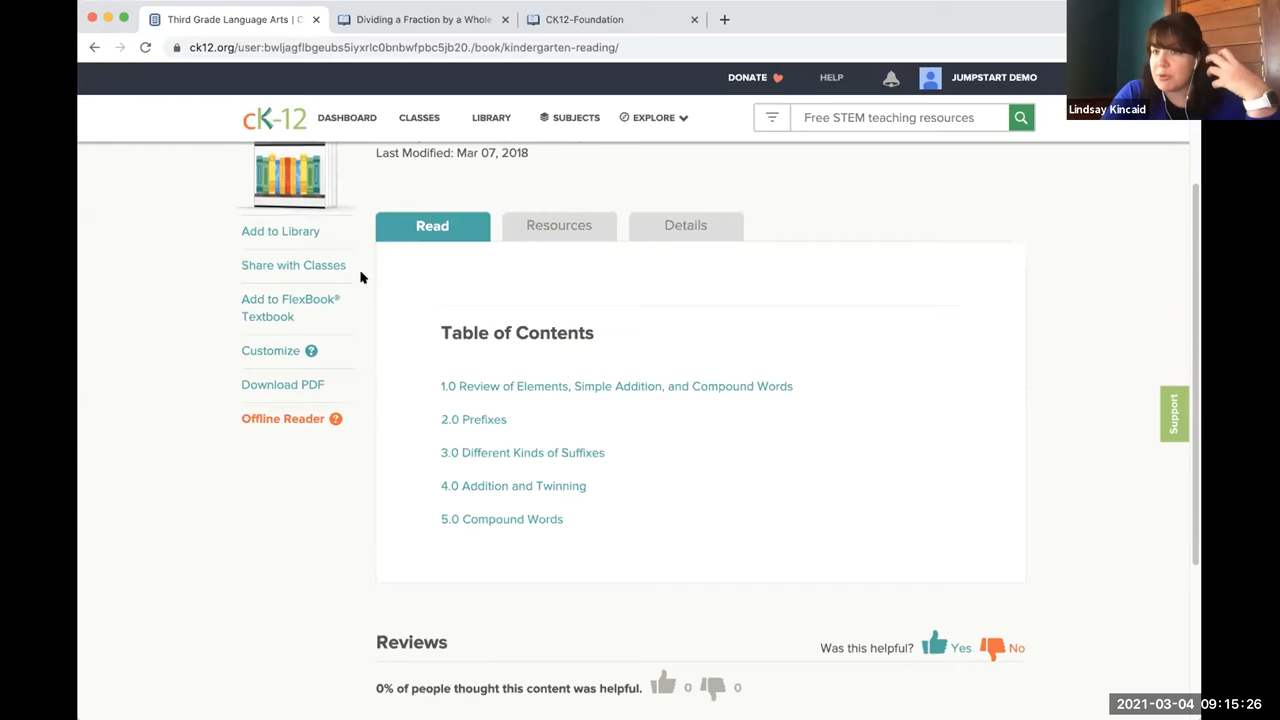 Third Grade Language Arts | C
Dividing a Fraction by a Whole
CK12-Foundation
ck12.org/user:bwljagflbgeubs5iyxrlc0bnbwfpbc5jb20./book/kindergarten-reading/
Lindsay Kincaid
DONATE
HELP
JUMPSTART DEMO
cK-12
DASHBOARD
CLASSES
LIBRARY
SUBJECTS
EXPLORE
Free STEM teaching resources
Last Modified: Mar 07, 2018
Add to Library
Share with Classes
Add to FlexBook®
Textbook
Customize ?
Download PDF
Offline Reader ?
Read
Resources
Details
Table of Contents
1.0 Review of Elements, Simple Addition, and Compound Words
2.0 Prefixes
3.0 Different Kinds of Suffixes
4.0 Addition and Twinning
5.0 Compound Words
Support
Reviews
Was this helpful? Yes No
0% of people thought this content was helpful. 0 0
2021-03-04 09:15:26